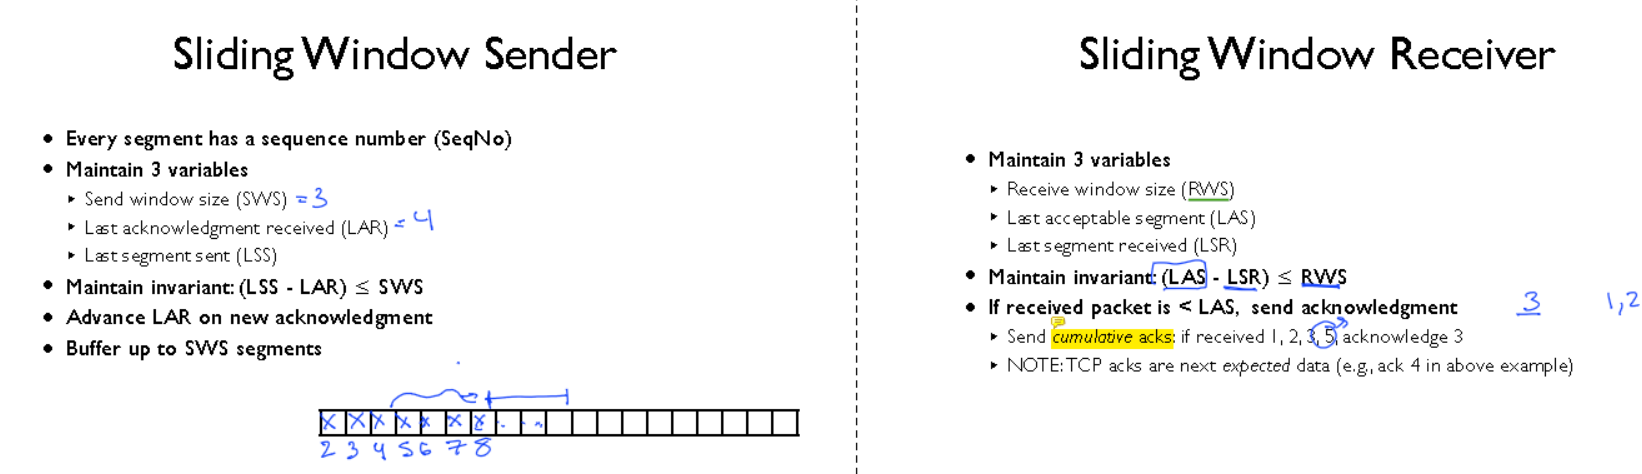 Sliding Window Sender
• Every segment has a sequence number (SeqNo)
• Maintain 3 variables
‣ Send window size (SWS) = 3
‣ Last acknowledgment received (LAR) = 4
‣ Last segment sent (LSS)
• Maintain invariant: (LSS - LAR) ≤ SWS
• Advance LAR on new acknowledgment
• Buffer up to SWS segments
x x x x x x x
2 3 4 5 6 7 8
Sliding Window Receiver
• Maintain 3 variables
‣ Receive window size (RWS)
‣ Last acceptable segment (LAS)
‣ Last segment received (LSR)
• Maintain invariant: (LAS - LSR) ≤ RWS
• If received packet is < LAS, send acknowledgment 3 1,2
‣ Send cumulative acks: if received 1, 2, 3, 5, acknowledge 3
‣ NOTE: TCP acks are next expected data (e.g., ack 4 in above example)